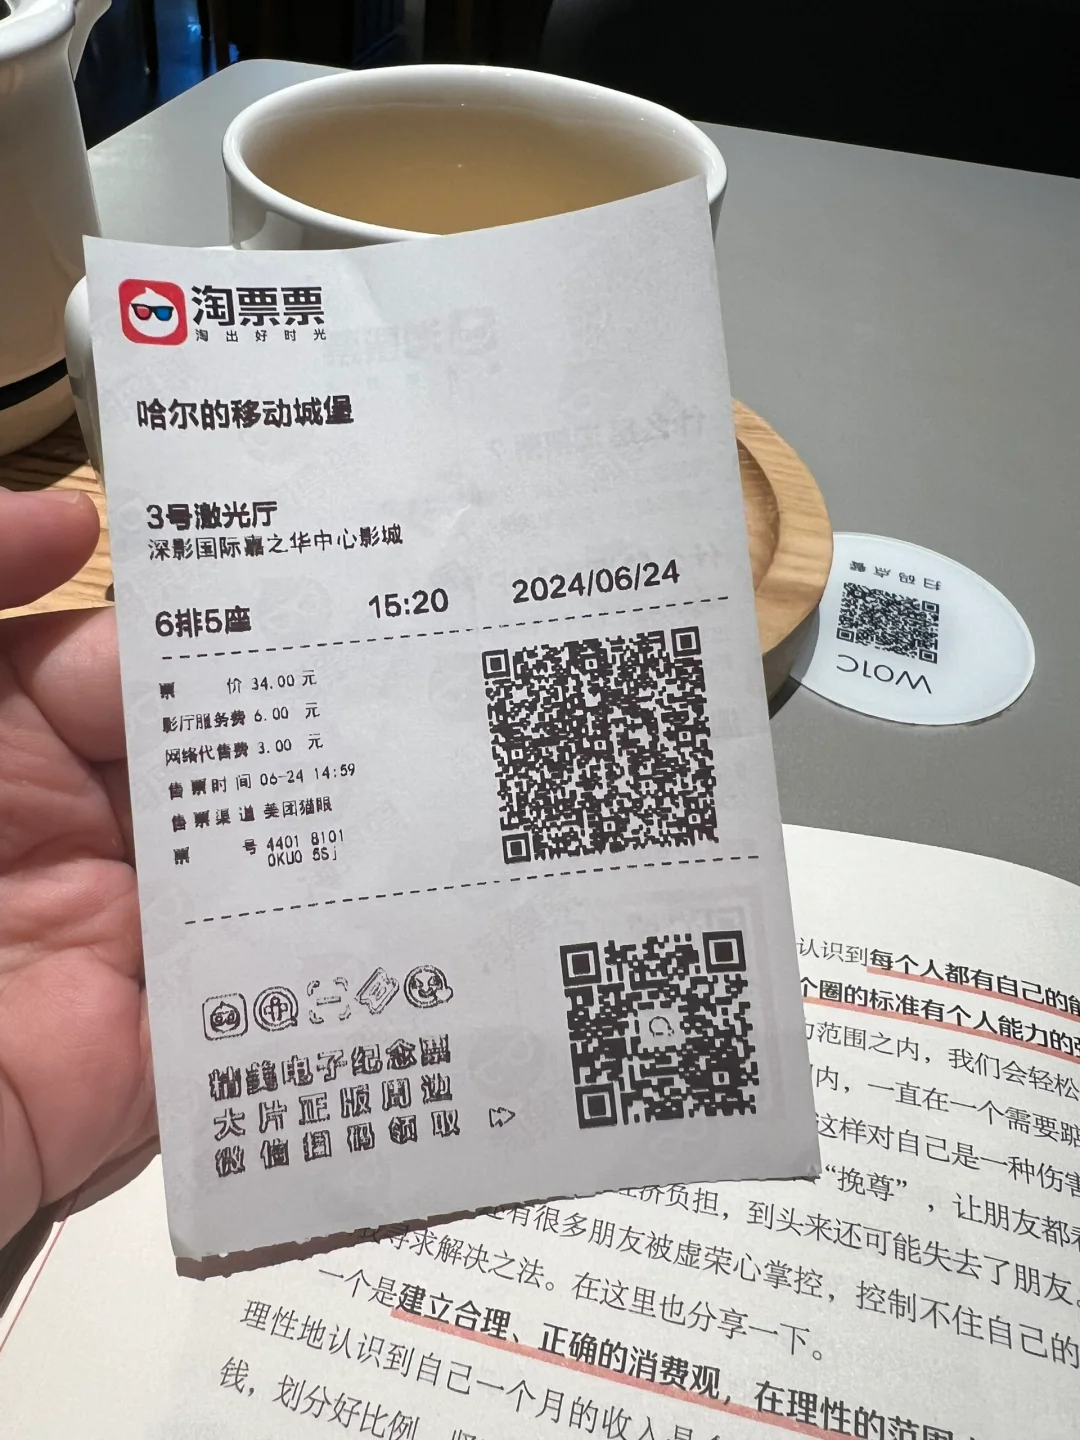 淘票票
淘出好时光
哈尔的移动城堡
3号激光厅
深影国际嘉之华中心影城
6排5座 15:20 2024/06/24
票 价 34.00 元
影厅服务费 6.00 元
网络代售费 3.00 元
售票时间 06-24 14:59
售票渠道 美团猫眼
票 号 4401 8101
0KU0 5Sj
精美电子纪念票
大片正版周边
微信扫码领取
扫码点餐
W01C
认识到每个人都有自己的能
个圈的标准有个人能力的强
范围之内，我们会轻松
内，一直在一个需要踮
这样对自己是一种伤害
经济负担，到头来还可能失去了朋友。
“挽尊”，让朋友都看
还有很多朋友被虚荣心掌控，控制不住自己的
寻求解决之法。在这里也分享一下。
一个是建立合理、正确的消费观，在理性的范围
理性地认识到自己一个月的收入是
钱，划分好比例